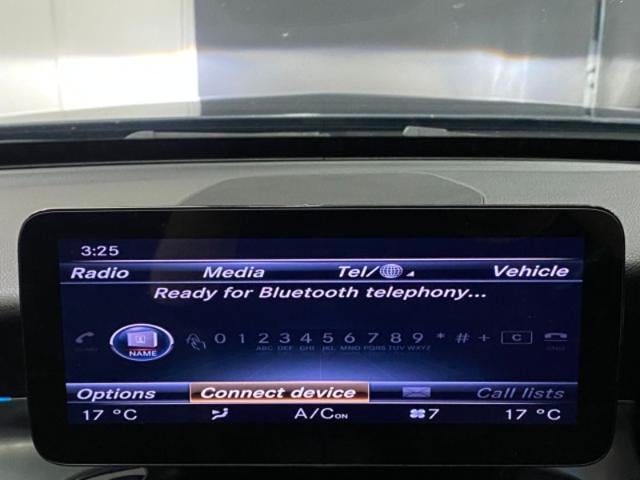 3:25
Radio Media Tel/ Vehicle
Ready for Bluetooth telephony...
NAME 0 1 2 3 4 5 6 7 8 9 * # + C
ABC DEF GHI JKL MNO PQRS TUV WXYZ
Options Connect device Call lists
17 °C A/C ON 7 17 °C